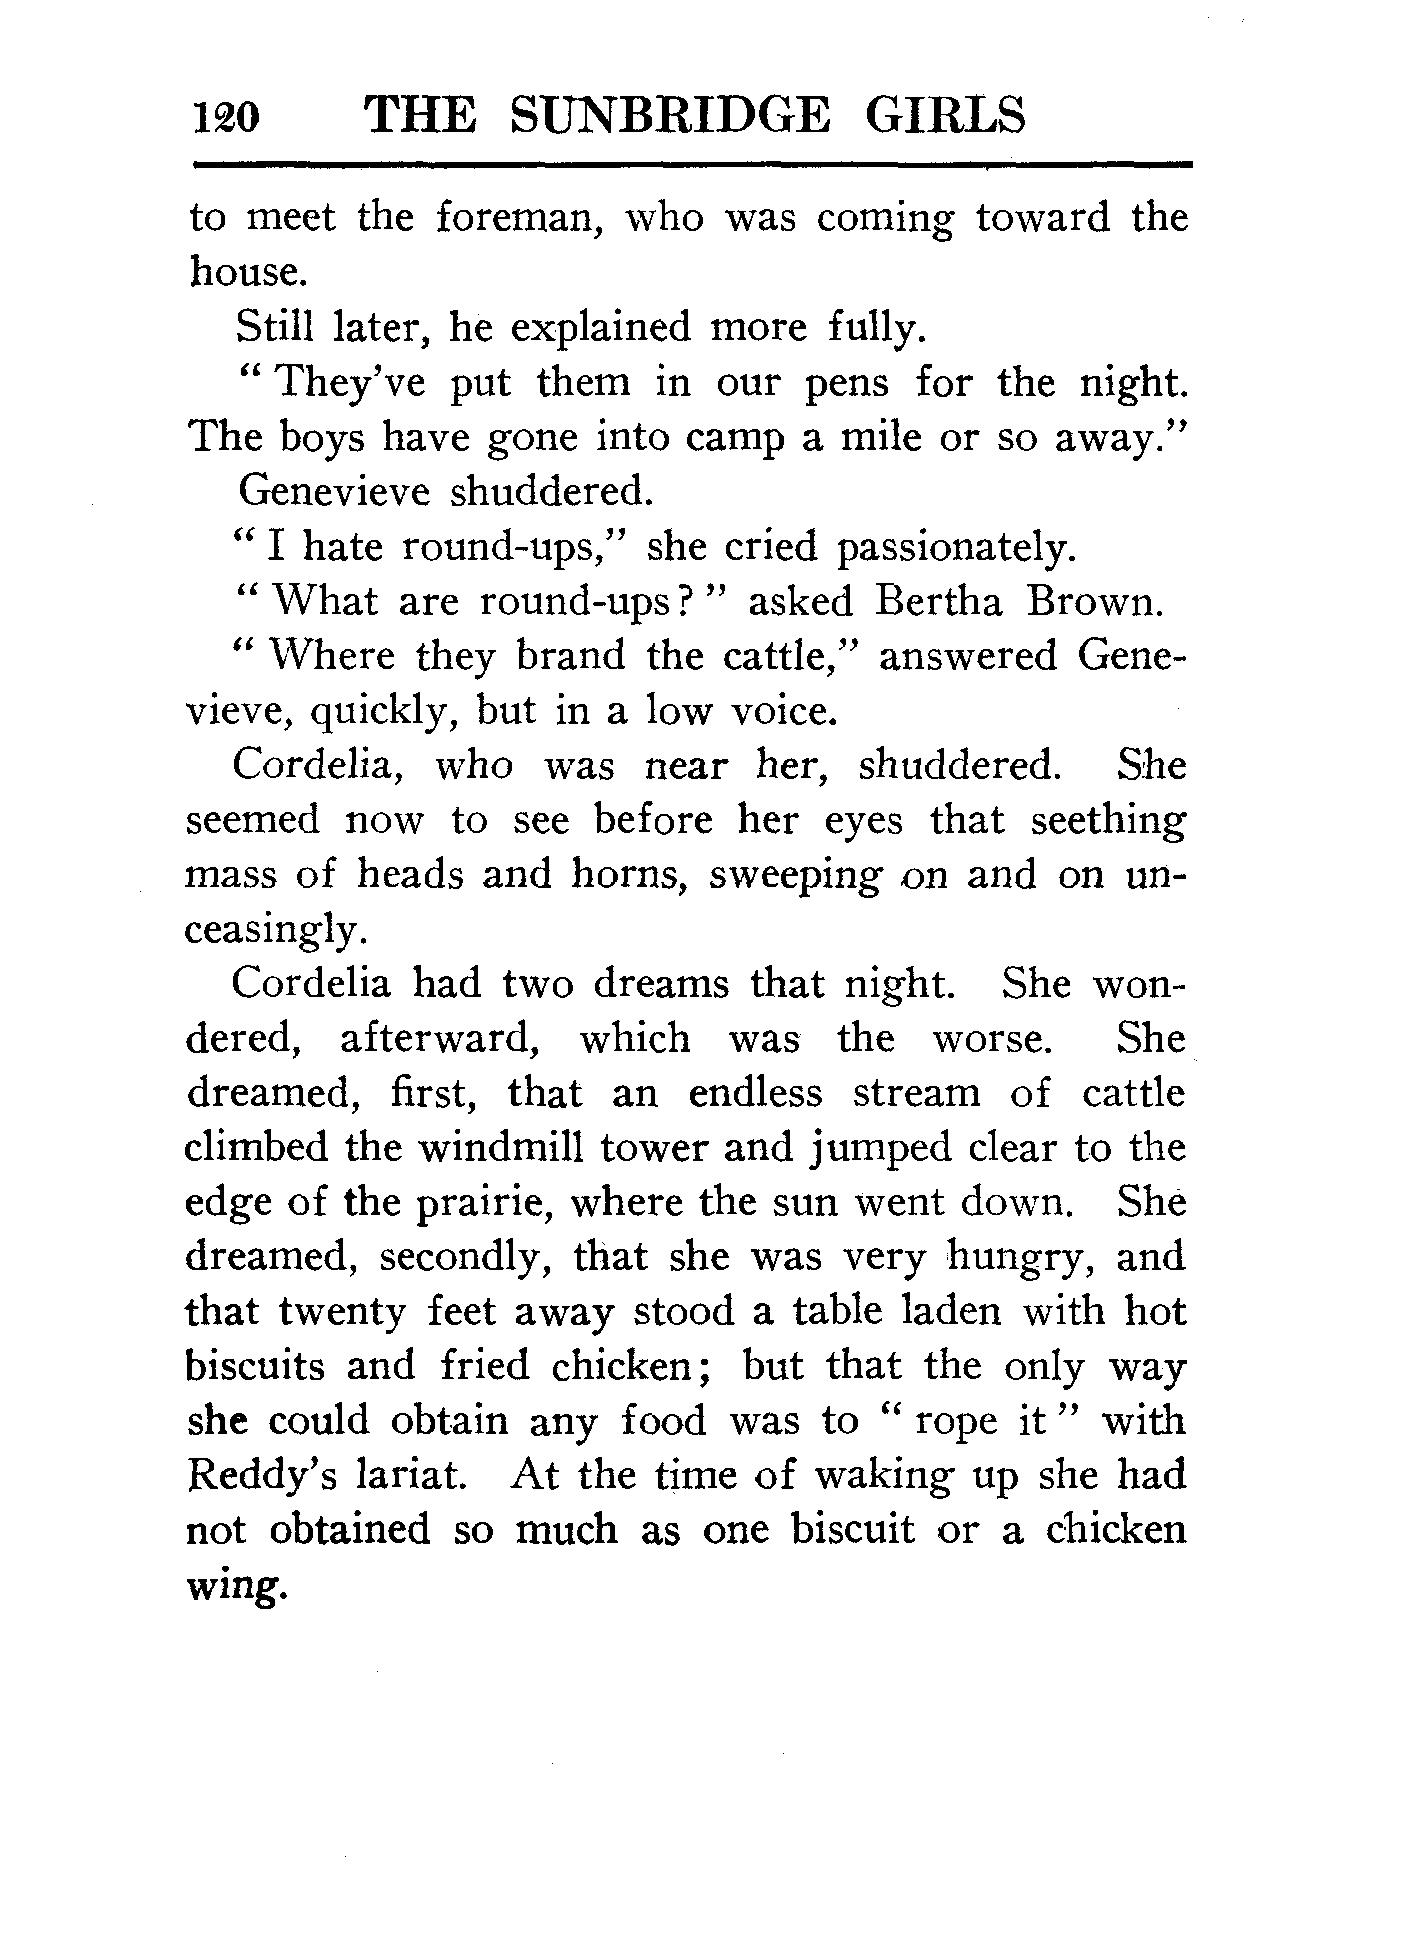 120 THE SUNBRIDGE GIRLS
to meet the foreman, who was coming toward the
house.
Still later, he explained more fully.
“ They’ve put them in our pens for the night.
The boys have gone into camp a mile or so away.”
Genevieve shuddered.
“ I hate round-ups,” she cried passionately.
“ What are round-ups? ” asked Bertha Brown.
“ Where they brand the cattle,” answered Gene-
vieve, quickly, but in a low voice.
Cordelia, who was near her, shuddered. She
seemed now to see before her eyes that seething
mass of heads and horns, sweeping on and on un-
ceasingly.
Cordelia had two dreams that night. She won-
dered, afterward, which was the worse. She
dreamed, first, that an endless stream of cattle
climbed the windmill tower and jumped clear to the
edge of the prairie, where the sun went down. She
dreamed, secondly, that she was very hungry, and
that twenty feet away stood a table laden with hot
biscuits and fried chicken; but that the only way
she could obtain any food was to “ rope it ” with
Reddy’s lariat. At the time of waking up she had
not obtained so much as one biscuit or a chicken
wing.